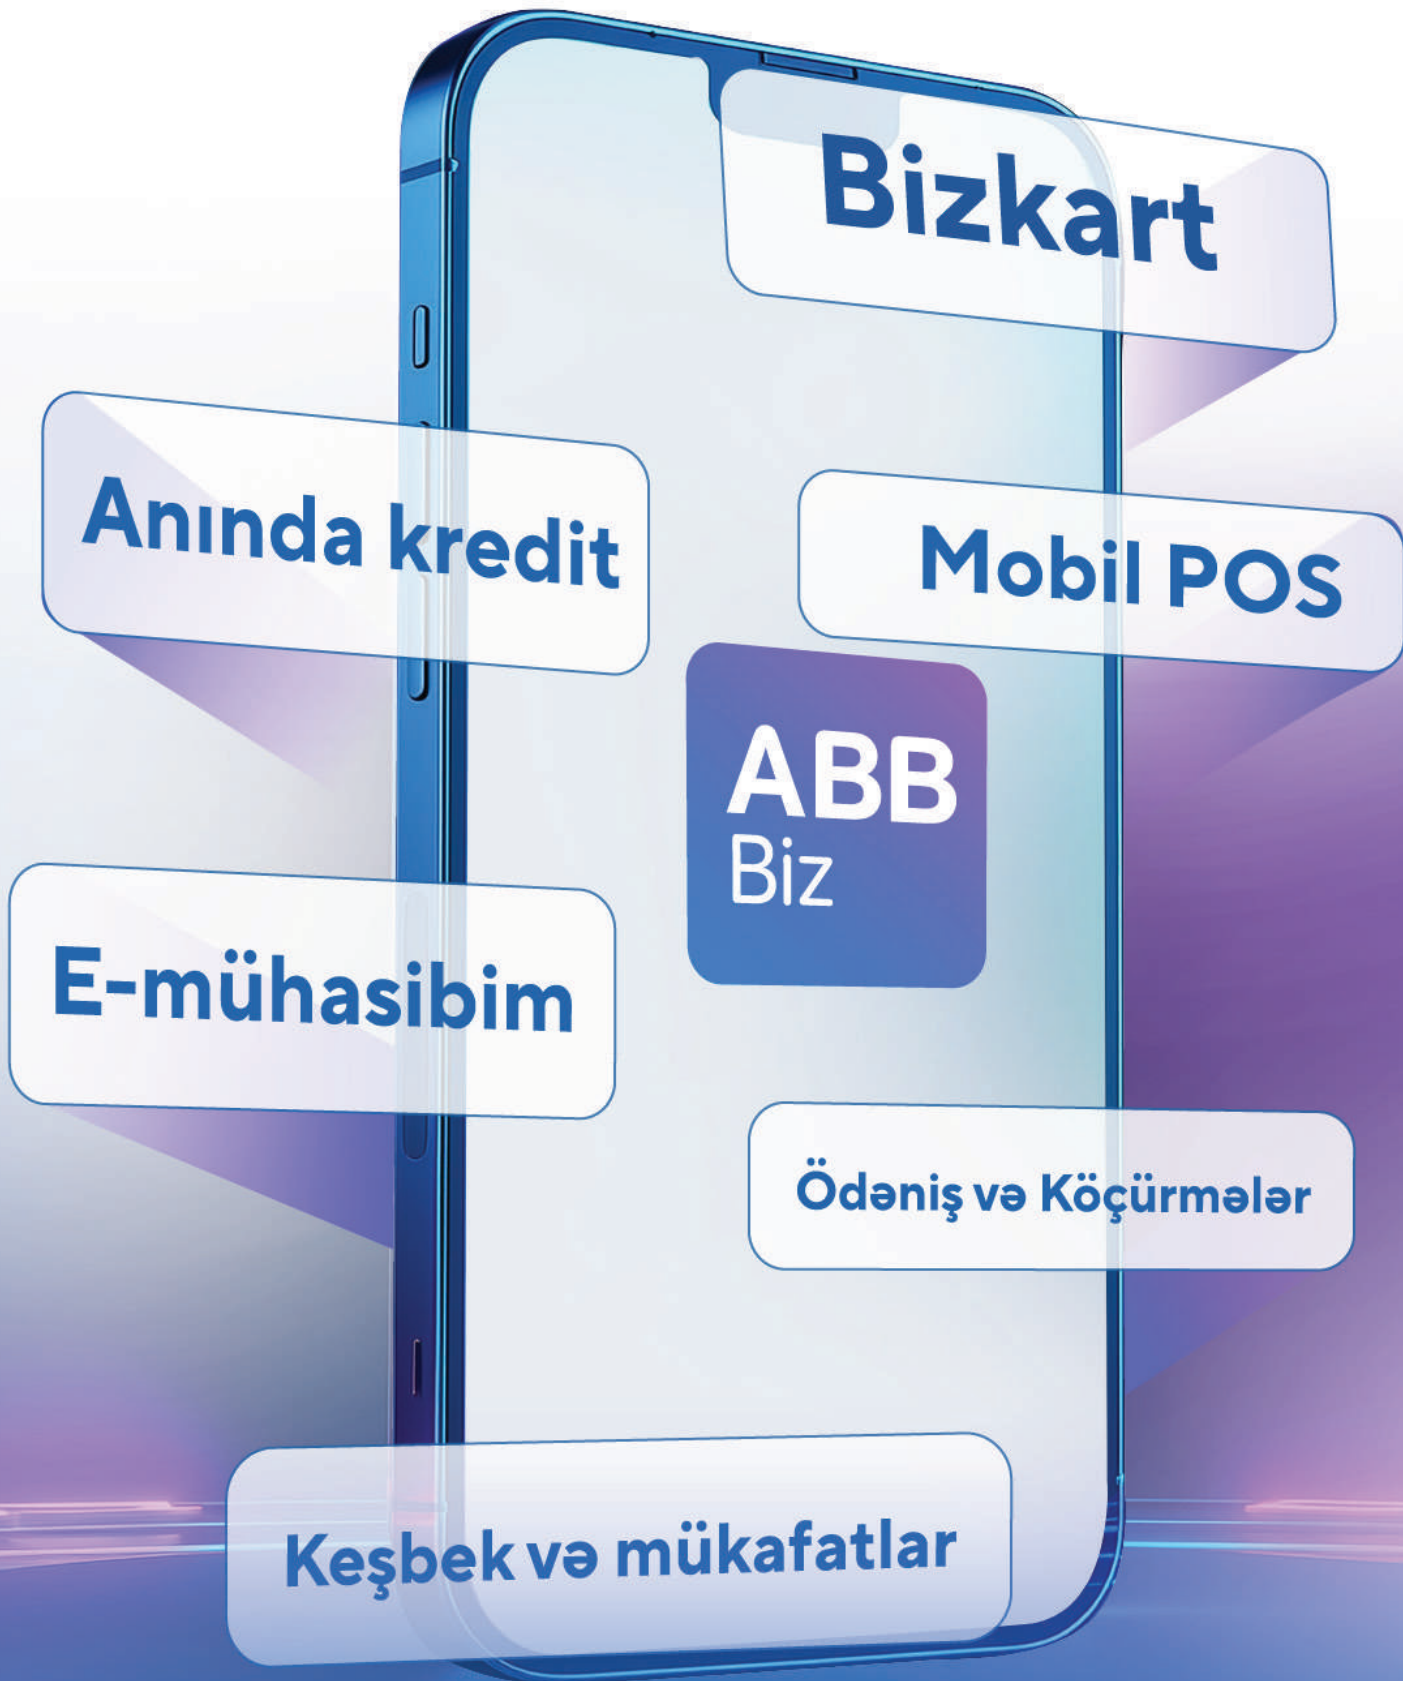 Bizkart
Anında kredit
Mobil POS
ABB
Biz
E-mühasibim
Ödəniş və Köçürmələr
Keşbek və mükafatlar